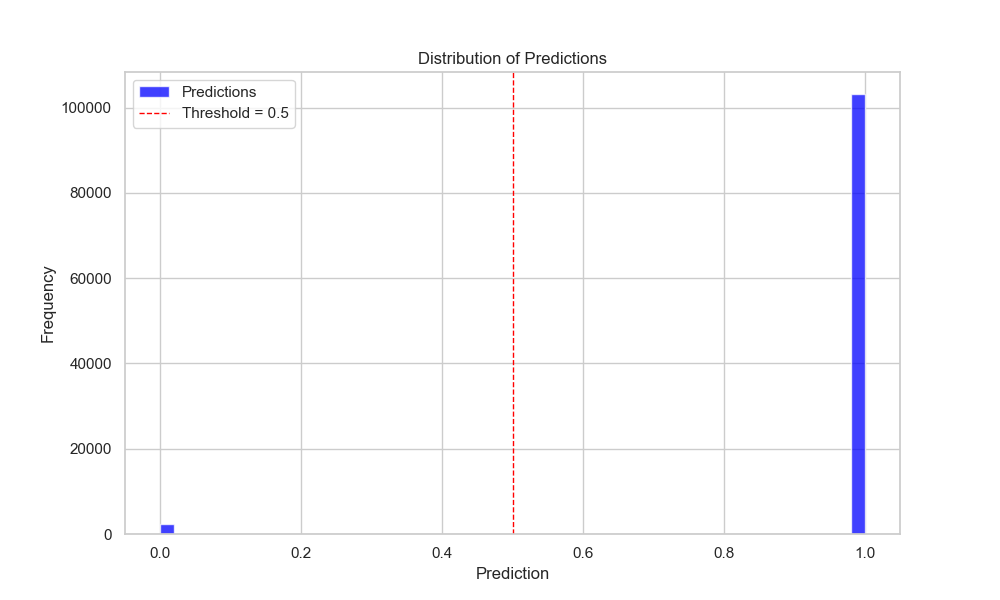 Distribution of Predictions
Predictions
Threshold = 0.5
100000
80000
60000
40000
20000
0
Frequency
0.0 0.2 0.4 0.6 0.8 1.0
Prediction